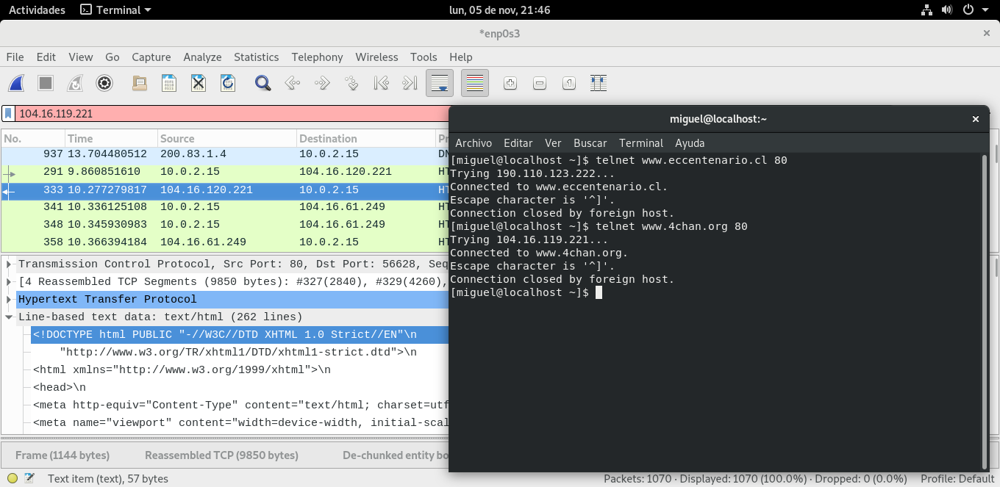 Actividades Terminal lun, 05 de nov, 21:46
*enp0s3
File Edit View Go Capture Analyze Statistics Telephony Wireless Tools Help
104.16.119.221
No. Time Source Destination
937 13.704480512 200.83.1.4 10.0.2.15
291 9.860851610 10.0.2.15 104.16.120.221
333 10.277279817 104.16.120.221 10.0.2.15
341 10.336125108 10.0.2.15 104.16.61.249
348 10.345930983 10.0.2.15 104.16.61.249
358 10.366394184 104.16.61.249 10.0.2.15
Transmission Control Protocol, Src Port: 80, Dst Port: 56628, Seq
[4 Reassembled TCP Segments (9850 bytes): #327(2840), #329(4260),
Hypertext Transfer Protocol
Line-based text data: text/html (262 lines)
<!DOCTYPE html PUBLIC "-//W3C//DTD XHTML 1.0 Strict//EN"\n
"http://www.w3.org/TR/xhtml1/DTD/xhtml1-strict.dtd">\n
<html xmlns="http://www.w3.org/1999/xhtml">\n
<head>\n
<meta http-equiv="Content-Type" content="text/html; charset=utf
<meta name="viewport" content="width=device-width, initial-scal
Frame (1144 bytes) Reassembled TCP (9850 bytes) De-chunked entity bo
Text item (text), 57 bytes Packets: 1070 · Displayed: 1070 (100.0%) · Dropped: 0 (0.0%) Profile: Default
miguel@localhost:~
Archivo Editar Ver Buscar Terminal Ayuda
[miguel@localhost ~]$ telnet www.eccentenario.cl 80
Trying 190.110.123.222...
Connected to www.eccentenario.cl.
Escape character is '^]'.
Connection closed by foreign host.
[miguel@localhost ~]$ telnet www.4chan.org 80
Trying 104.16.119.221...
Connected to www.4chan.org.
Escape character is '^]'.
Connection closed by foreign host.
[miguel@localhost ~]$